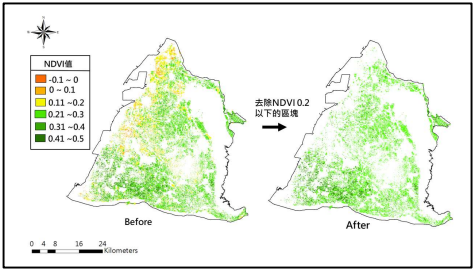 NDVI值
-0.1 ~ 0
0 ~ 0.1
0.11 ~ 0.2
0.21 ~ 0.3
0.31 ~ 0.4
0.41 ~0.5
去除NDVI 0.2
以下的區塊
Before
After
0 4 8 16 24
Kilometers